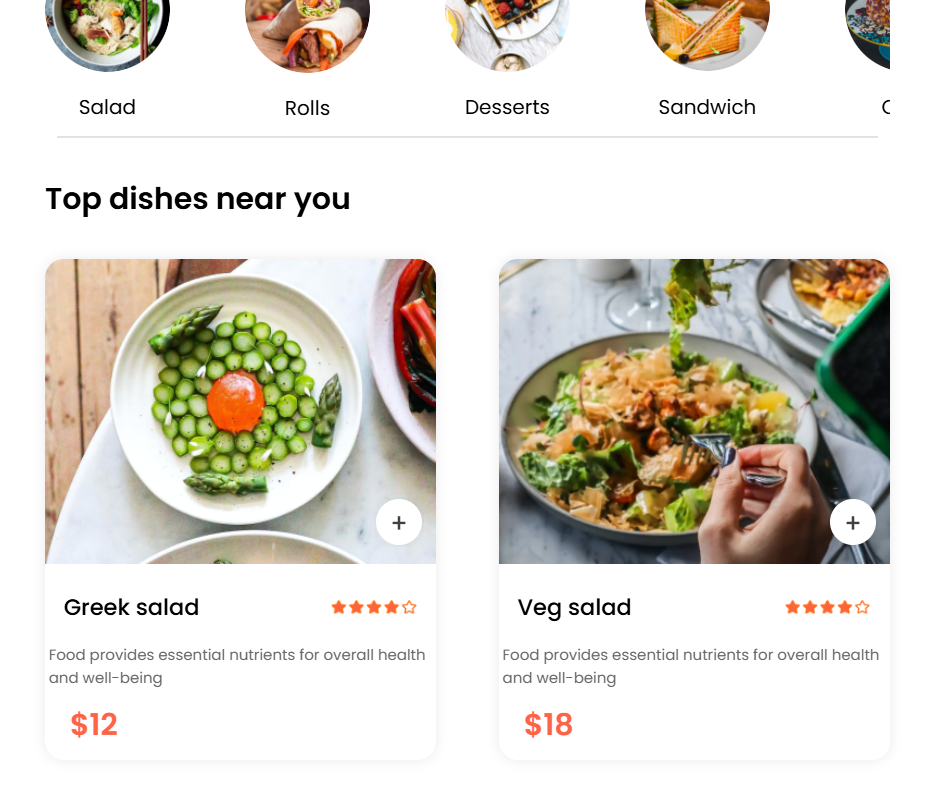 Salad
Rolls
Desserts
Sandwich
Top dishes near you
Greek salad
Food provides essential nutrients for overall health
and well-being
$12
Veg salad
Food provides essential nutrients for overall health
and well-being
$18